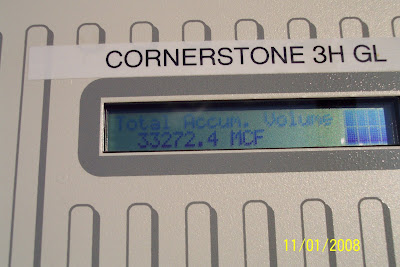 CORNERSTONE 3H GL
Total Accum. Volume
33272.4 MCF
11/01/2008